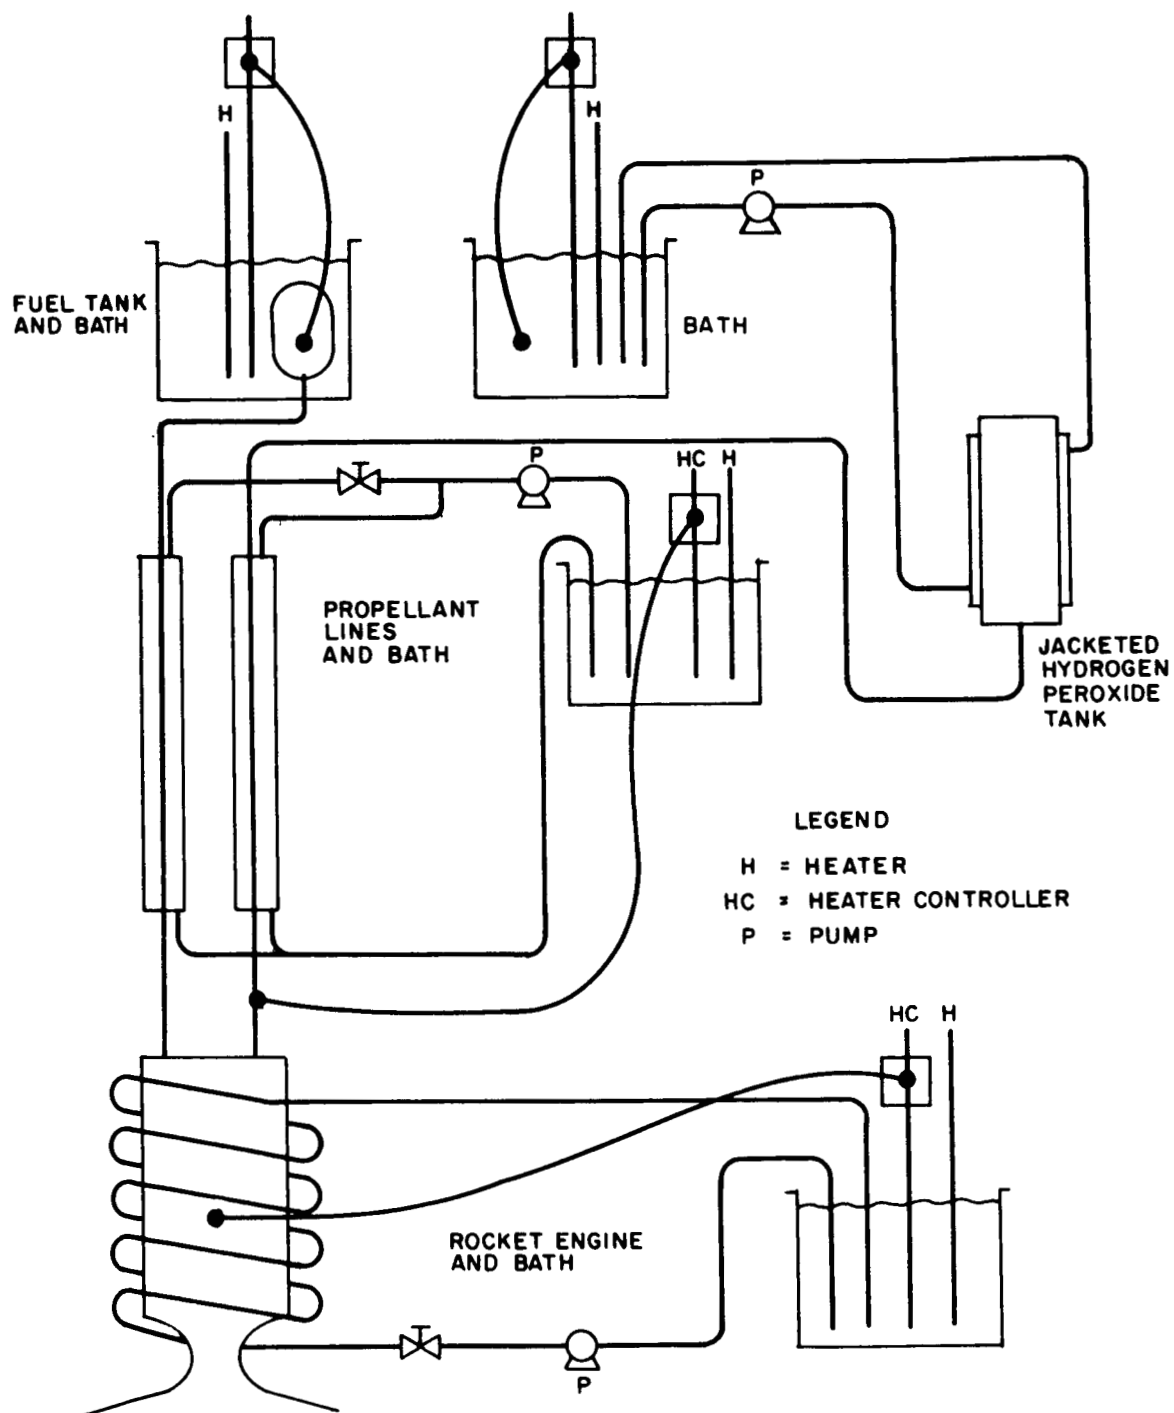 H
H
P
FUEL TANK
AND BATH
BATH
P
HC H
PROPELLANT
LINES
AND BATH
JACKETED
HYDROGEN
PEROXIDE
TANK
LEGEND
H = HEATER
HC = HEATER CONTROLLER
P = PUMP
HC H
ROCKET ENGINE
AND BATH
P